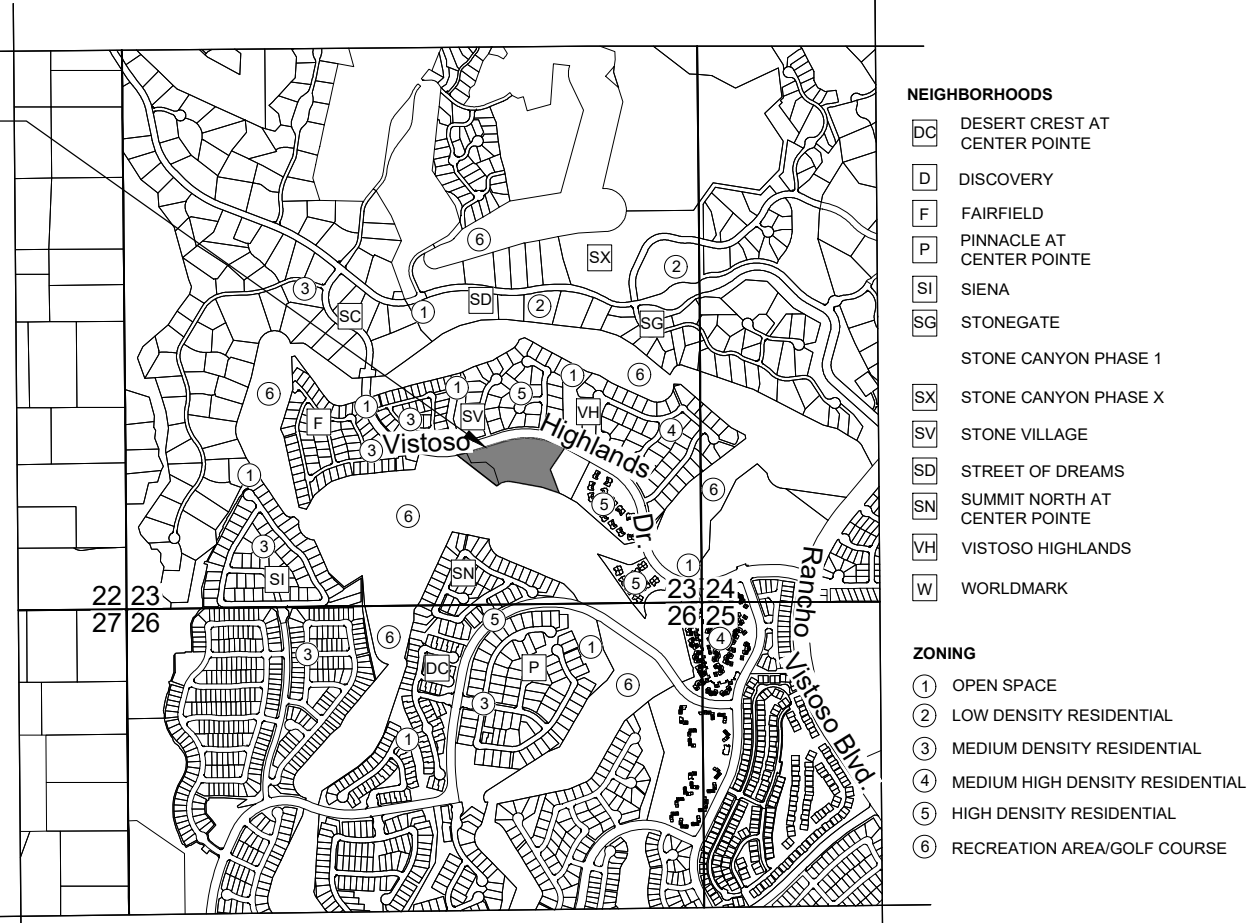 6
SX
2
3
SC
1
SD
2
SG
6
1
1
6
5
F
1
3
SV
VH
4
Vistoso Highlands Dr.
3
1
6
6
5
3
SI
SN
1
5
22 23
23 24
27 26
26 25
Rancho Vistoso Blvd.
6
5
4
3
DC
P
1
6
3
1
NEIGHBORHOODS
DC DESERT CREST AT
CENTER POINTE
D DISCOVERY
F FAIRFIELD
P PINNACLE AT
CENTER POINTE
SI SIENA
SG STONEGATE
STONE CANYON PHASE 1
SX STONE CANYON PHASE X
SV STONE VILLAGE
SD STREET OF DREAMS
SN SUMMIT NORTH AT
CENTER POINTE
VH VISTOSO HIGHLANDS
W WORLDMARK
ZONING
1 OPEN SPACE
2 LOW DENSITY RESIDENTIAL
3 MEDIUM DENSITY RESIDENTIAL
4 MEDIUM HIGH DENSITY RESIDENTIAL
5 HIGH DENSITY RESIDENTIAL
6 RECREATION AREA/GOLF COURSE